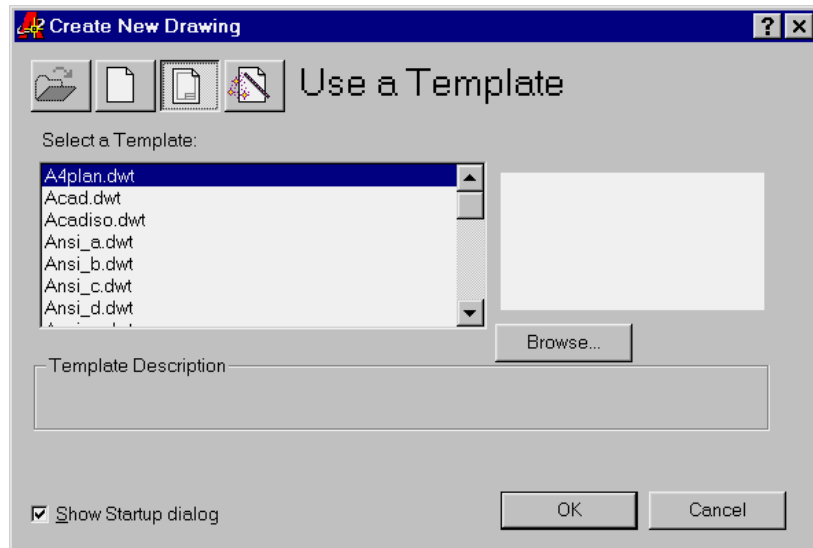 Create New Drawing
Use a Template
Select a Template:
A4plan.dwt
Acad.dwt
Acadiso.dwt
Ansi_a.dwt
Ansi_b.dwt
Ansi_c.dwt
Ansi_d.dwt
Browse...
Template Description
Show Startup dialog
OK
Cancel